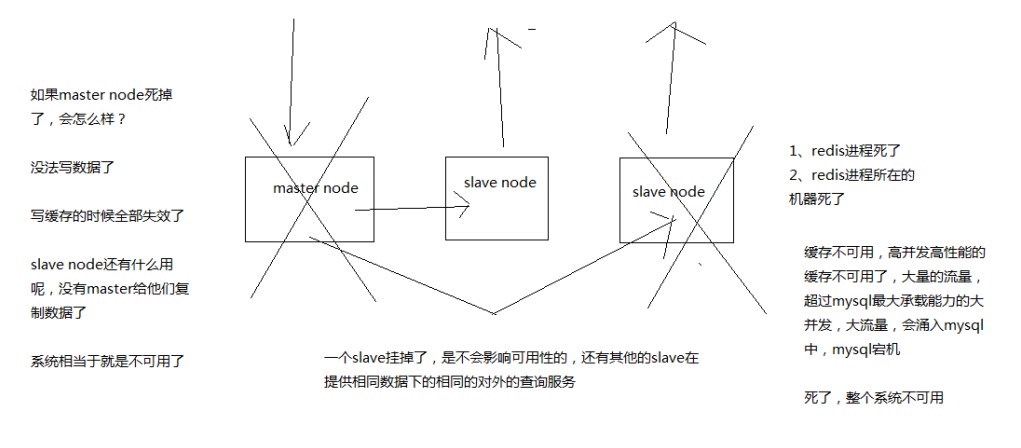 如果master node死掉
了，会怎么样？
没法写数据了
写缓存的时候全部失效了
slave node还有什么用
呢，没有master给他们复
制数据了
系统相当于就是不可用了
master node
slave node
slave node
一个slave挂掉了，是不会影响可用性的，还有其他的slave在
提供相同数据下的相同的对外的查询服务
1、redis进程死了
2、redis进程所在的
机器死了
缓存不可用，高并发高性能的
缓存不可用了，大量的流量，
超过mysql最大承载能力的大
并发，大流量，会涌入mysql
中，mysql宕机
死了，整个系统不可用